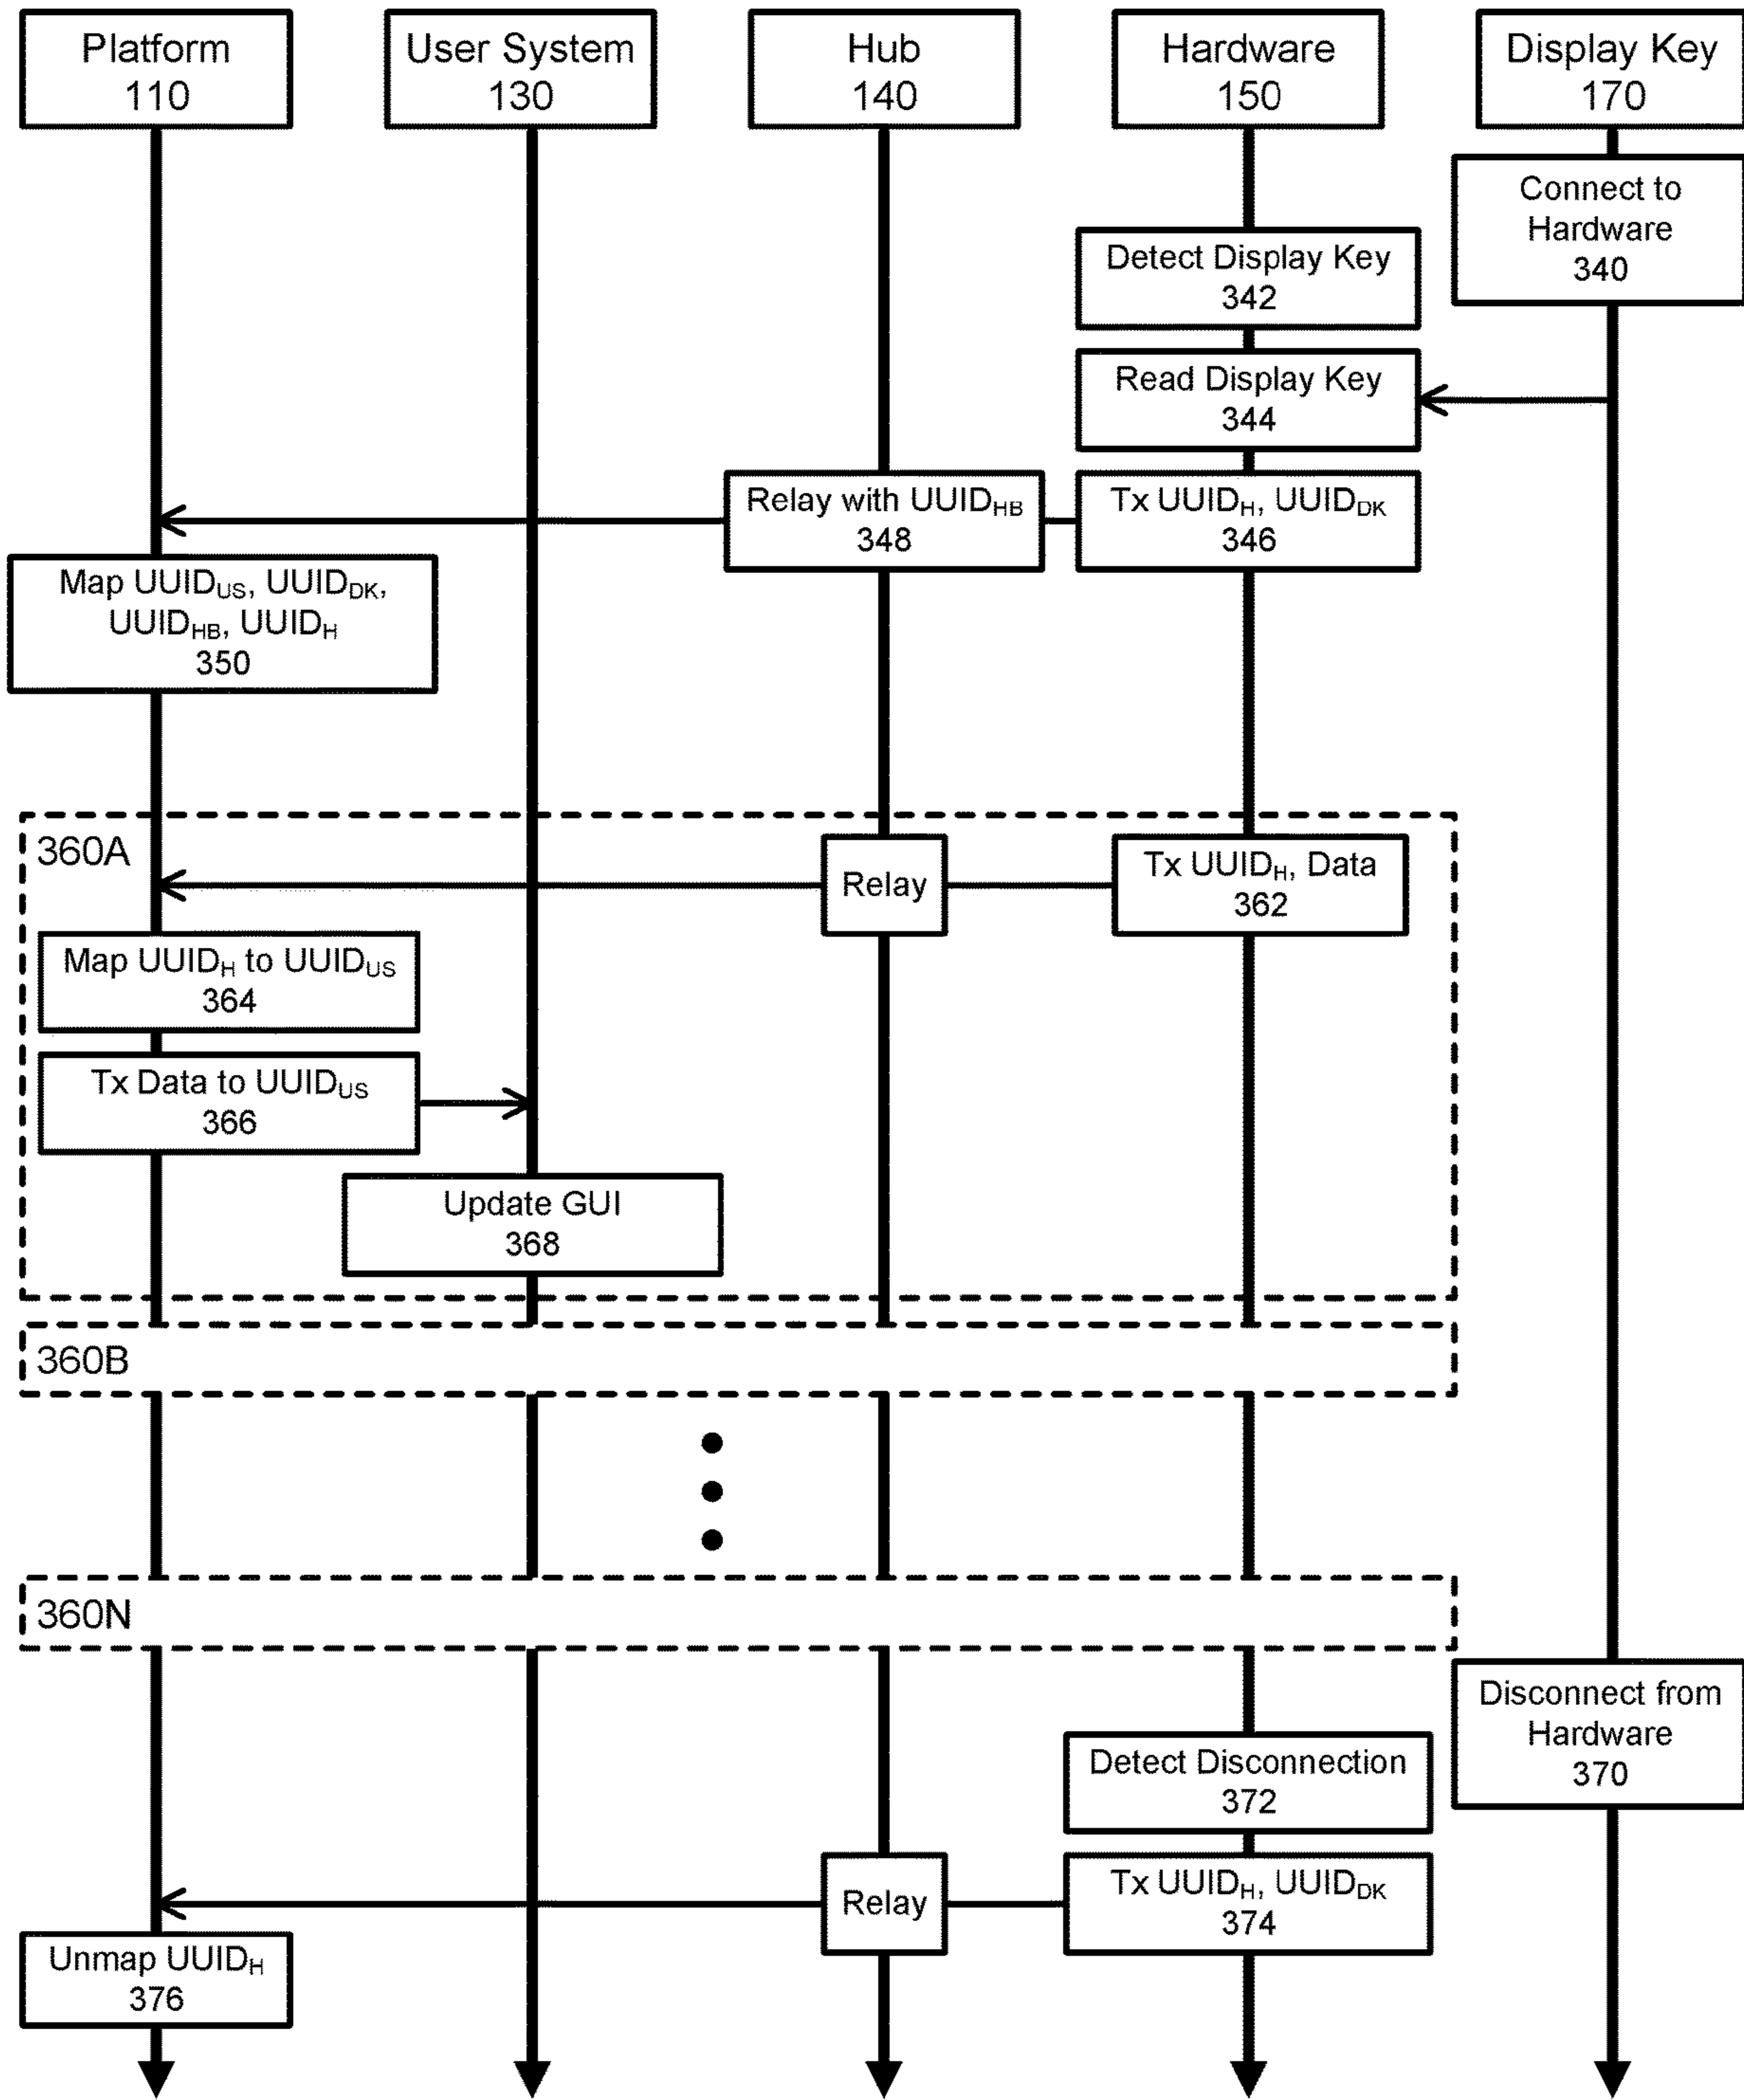 Platform
110
User System
130
Hub
140
Hardware
150
Display Key
170
Connect to
Hardware
340
Detect Display Key
342
Read Display Key
344
Relay with UUIDHB
348
Tx UUIDH, UUIDDK
346
Map UUIDUS, UUIDDK,
UUIDHB, UUIDH
350
360A
Relay
Tx UUIDH, Data
362
Map UUIDH to UUIDUS
364
Tx Data to UUIDUS
366
Update GUI
368
360B
360N
Disconnect from
Hardware
370
Detect Disconnection
372
Relay
Tx UUIDH, UUIDDK
374
Unmap UUIDH
376